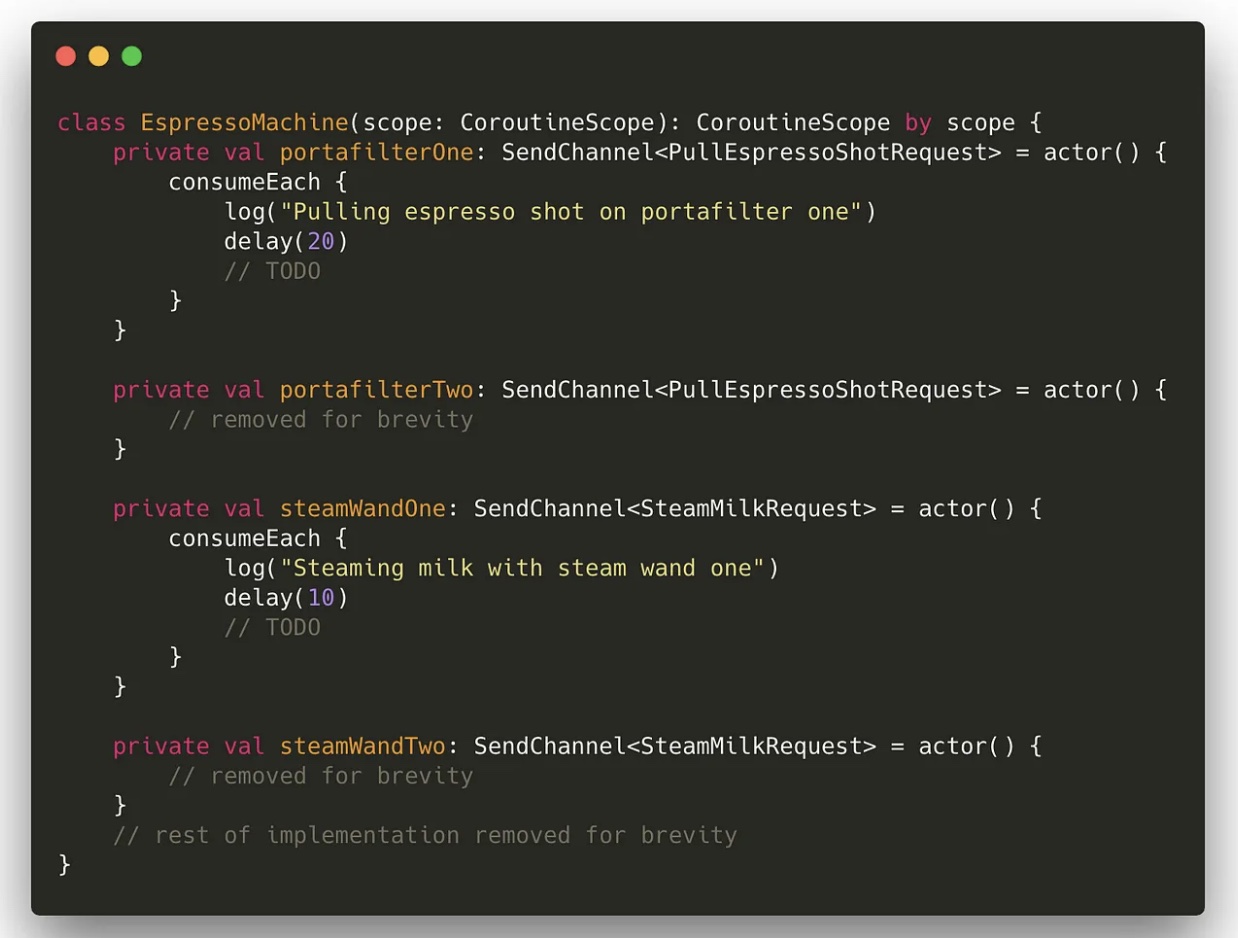 class EspressoMachine(scope: CoroutineScope): CoroutineScope by scope {
    private val portafilterOne: SendChannel<PullEspressoShotRequest> = actor() {
        consumeEach {
            log("Pulling espresso shot on portafilter one")
            delay(20)
            // TODO
        }
    }

    private val portafilterTwo: SendChannel<PullEspressoShotRequest> = actor() {
        // removed for brevity
    }

    private val steamWandOne: SendChannel<SteamMilkRequest> = actor() {
        consumeEach {
            log("Steaming milk with steam wand one")
            delay(10)
            // TODO
        }
    }

    private val steamWandTwo: SendChannel<SteamMilkRequest> = actor() {
        // removed for brevity
    }
    // rest of implementation removed for brevity
}